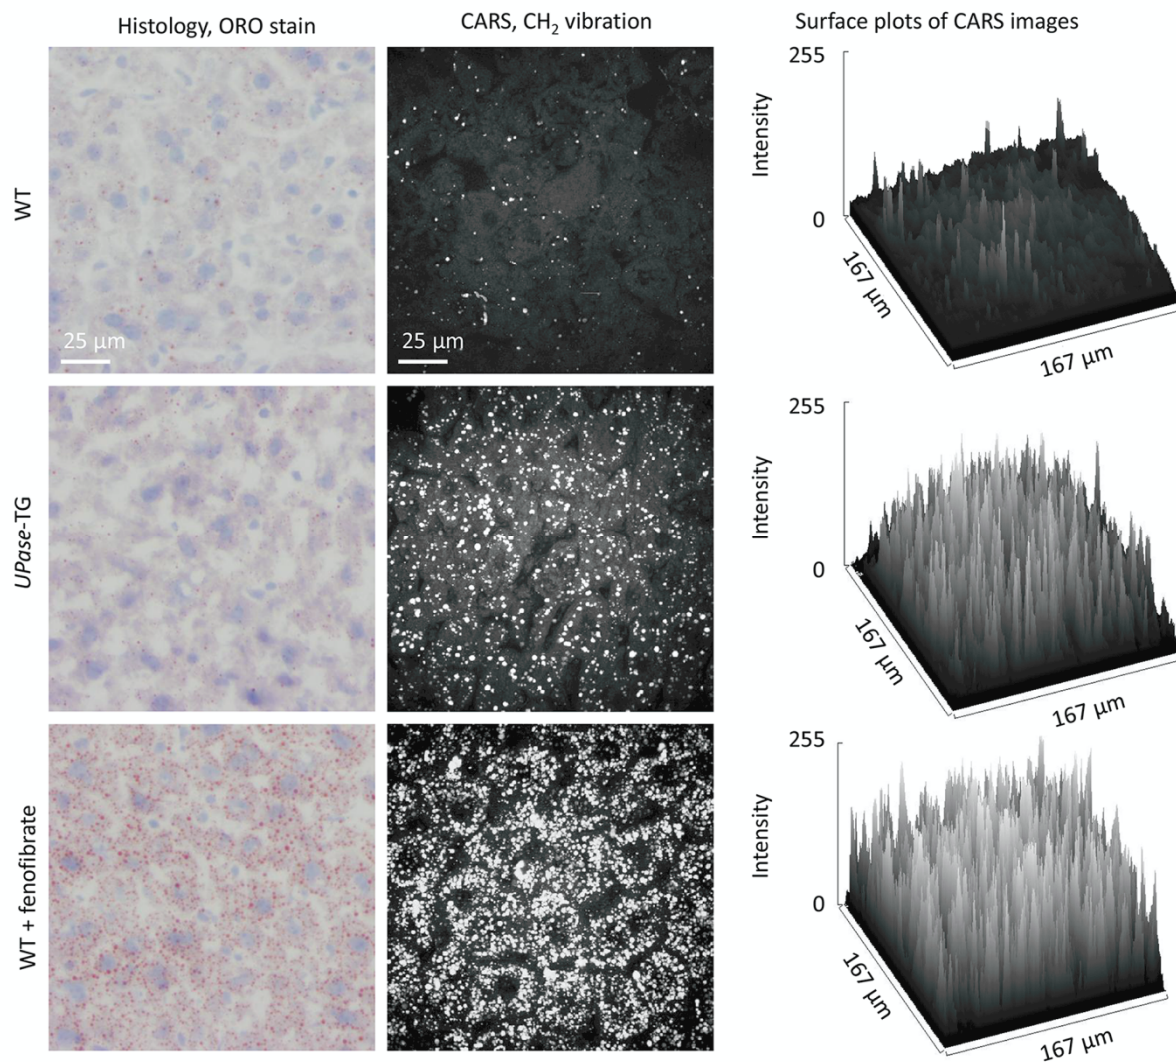 Histology, ORO stain
CARS, CH₂ vibration
Surface plots of CARS images
WT
25 µm
25 µm
255
Intensity
0
167 µm
167 µm
UPase-TG
255
Intensity
0
167 µm
167 µm
WT + fenofibrate
255
Intensity
0
167 µm
167 µm